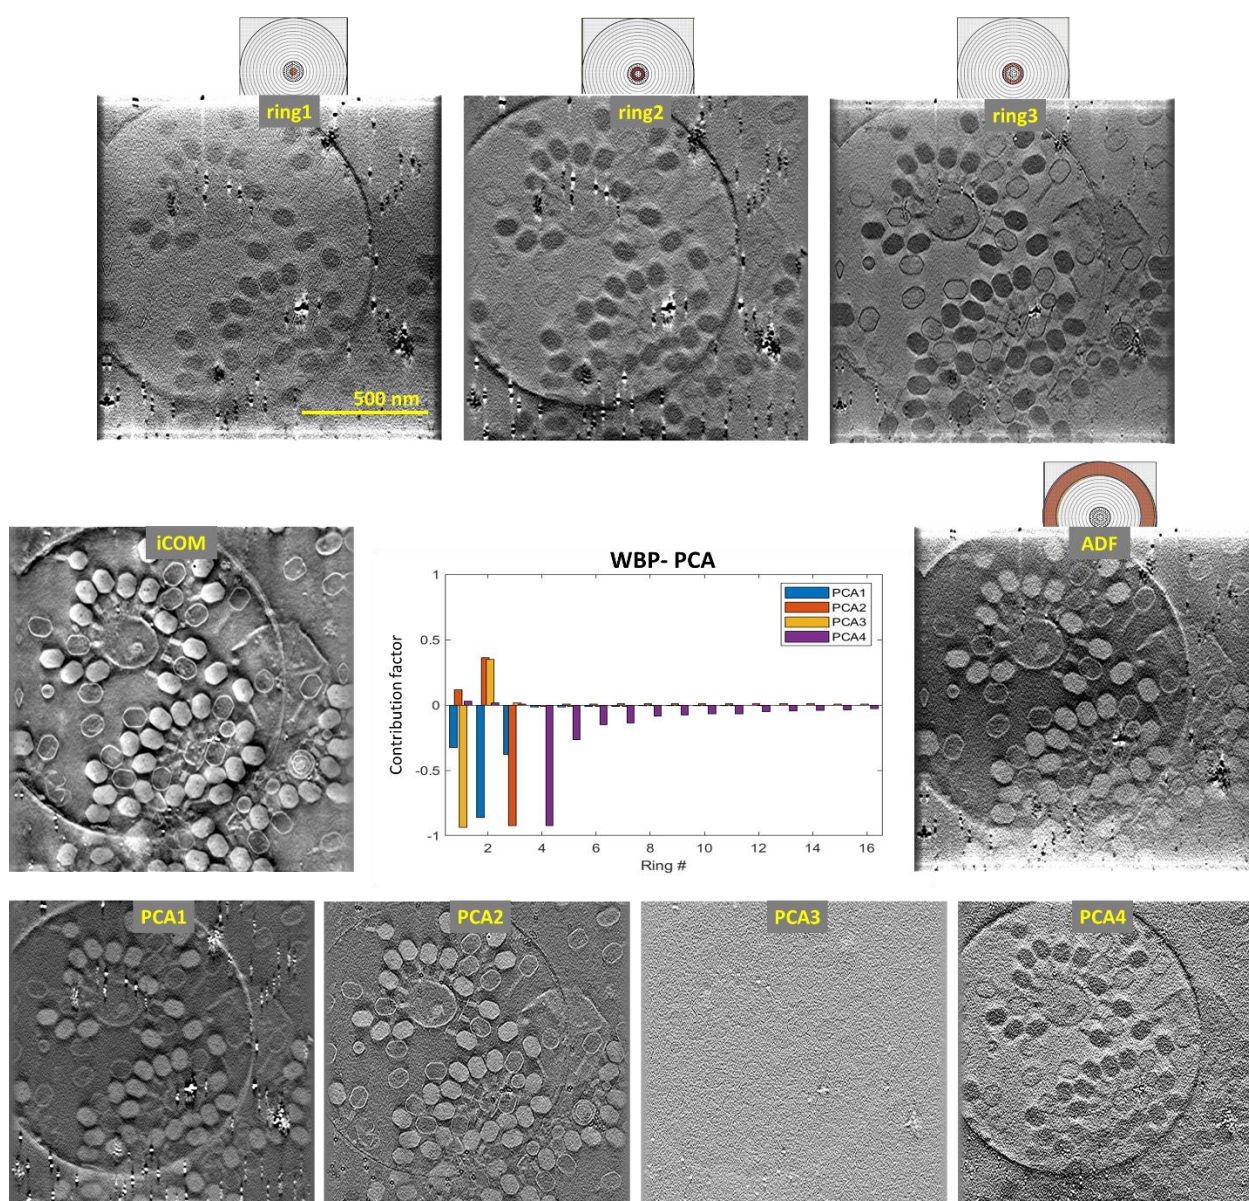 ring1
ring2
ring3
500 nm
iCOM
ADF
WBP- PCA
PCA1
PCA2
PCA3
PCA4
1
0.5
0
-0.5
-1
Contribution factor
2
4
6
8
10
12
14
16
Ring #
PCA1
PCA2
PCA3
PCA4